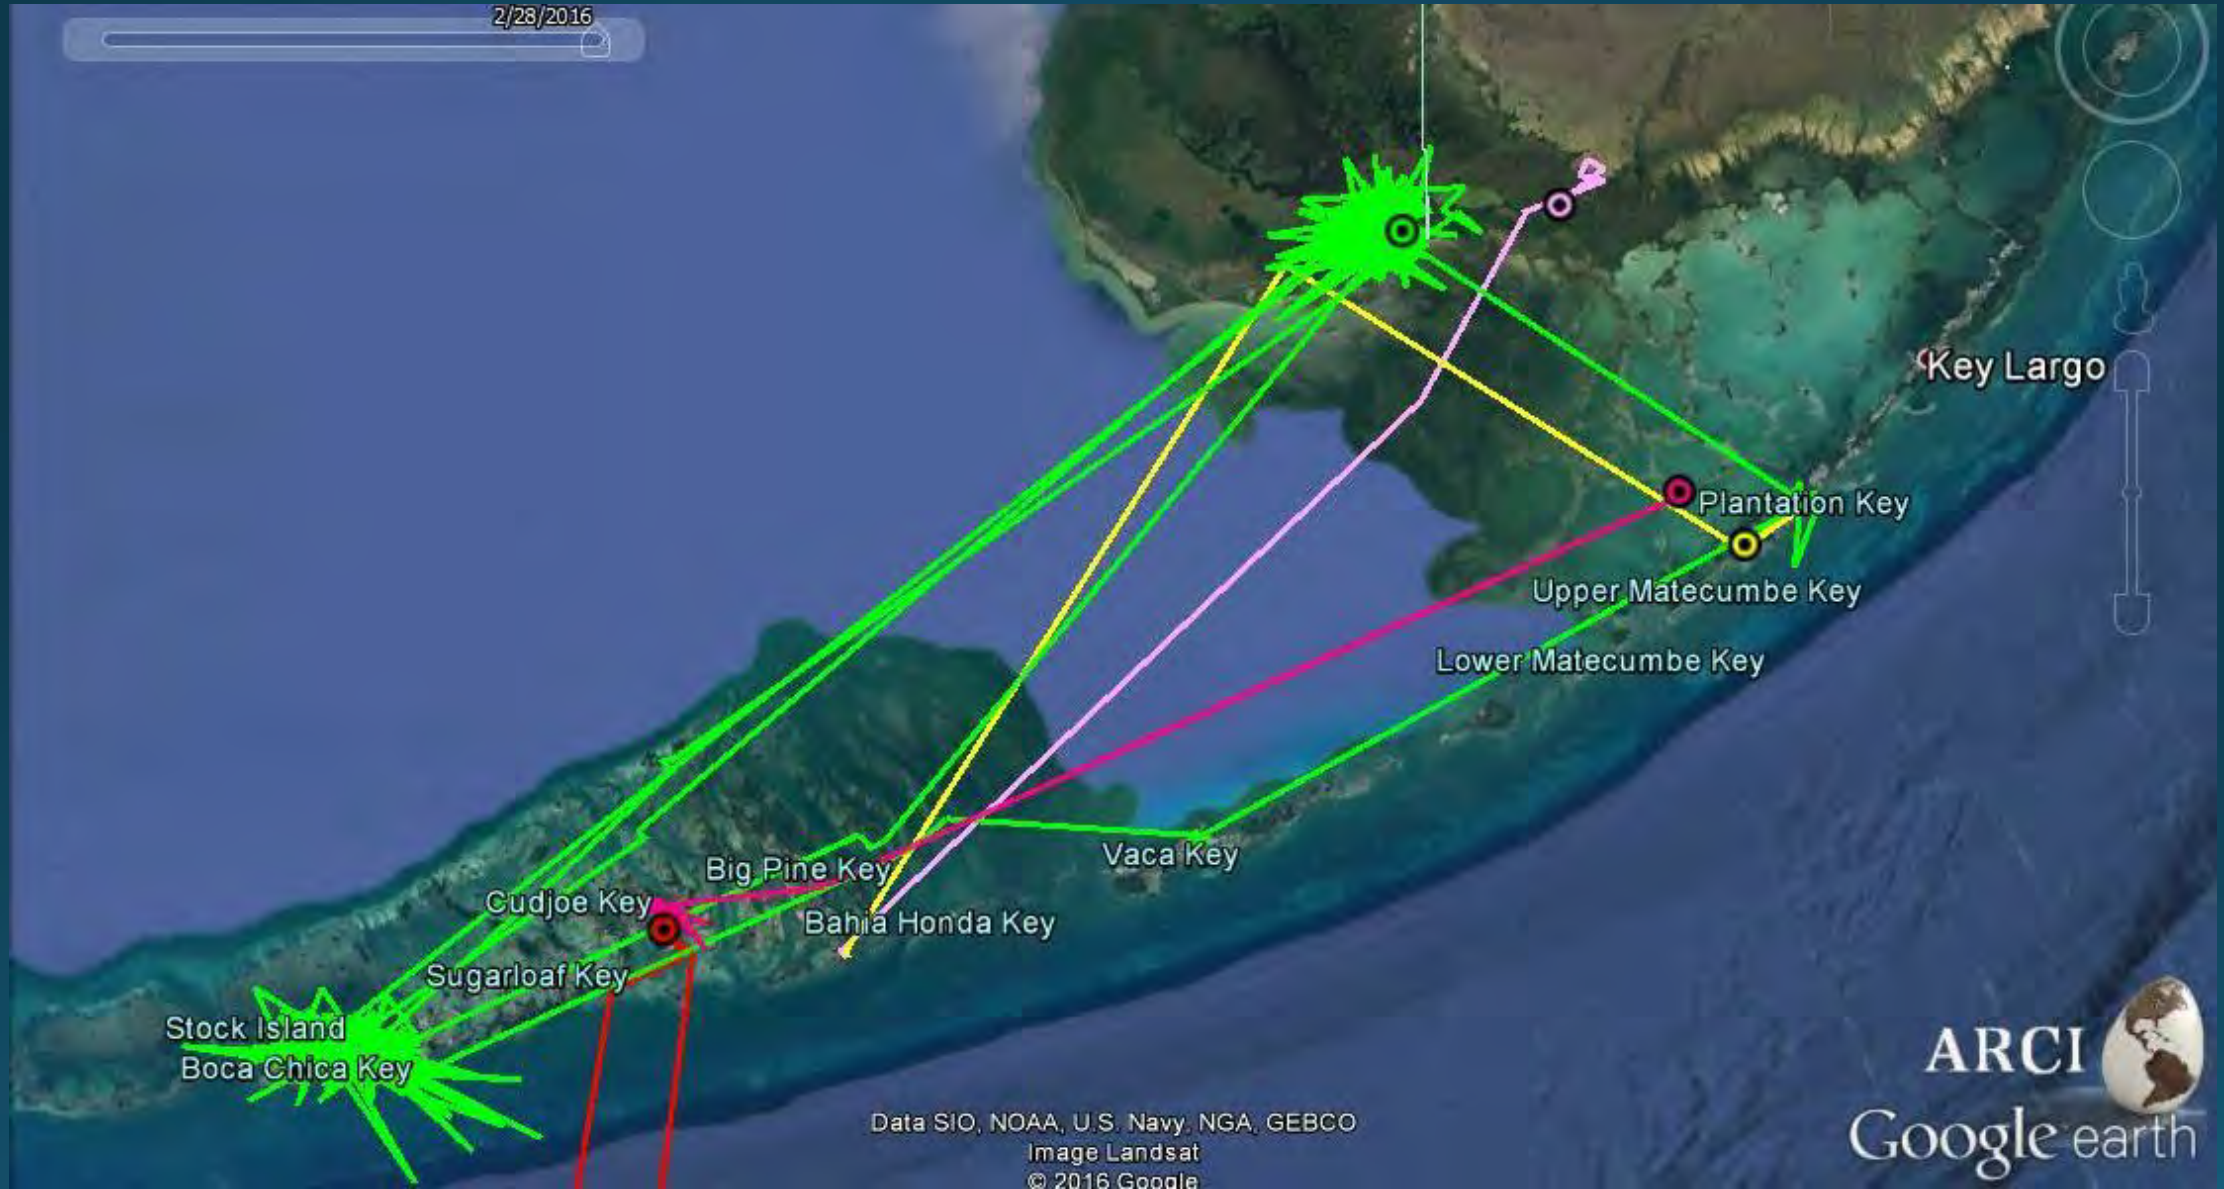 2/28/2016
Key Largo
Plantation Key
Upper Matecumbe Key
Lower Matecumbe Key
Vaca Key
Big Pine Key
Cudjoe Key
Bahia Honda Key
Sugarloaf Key
Stock Island
Boca Chica Key
Data SIO, NOAA, U.S. Navy, NGA, GEBCO
Image Landsat
© 2016 Google
ARCI
Google earth